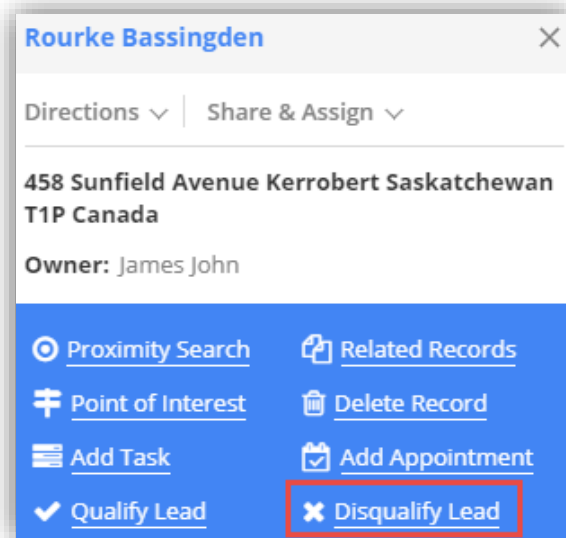 Rourke Bassingden
Directions Share & Assign
458 Sunfield Avenue Kerrobert Saskatchewan
T1P Canada
Owner: James John
Proximity Search Related Records
Point of Interest Delete Record
Add Task Add Appointment
Qualify Lead Disqualify Lead